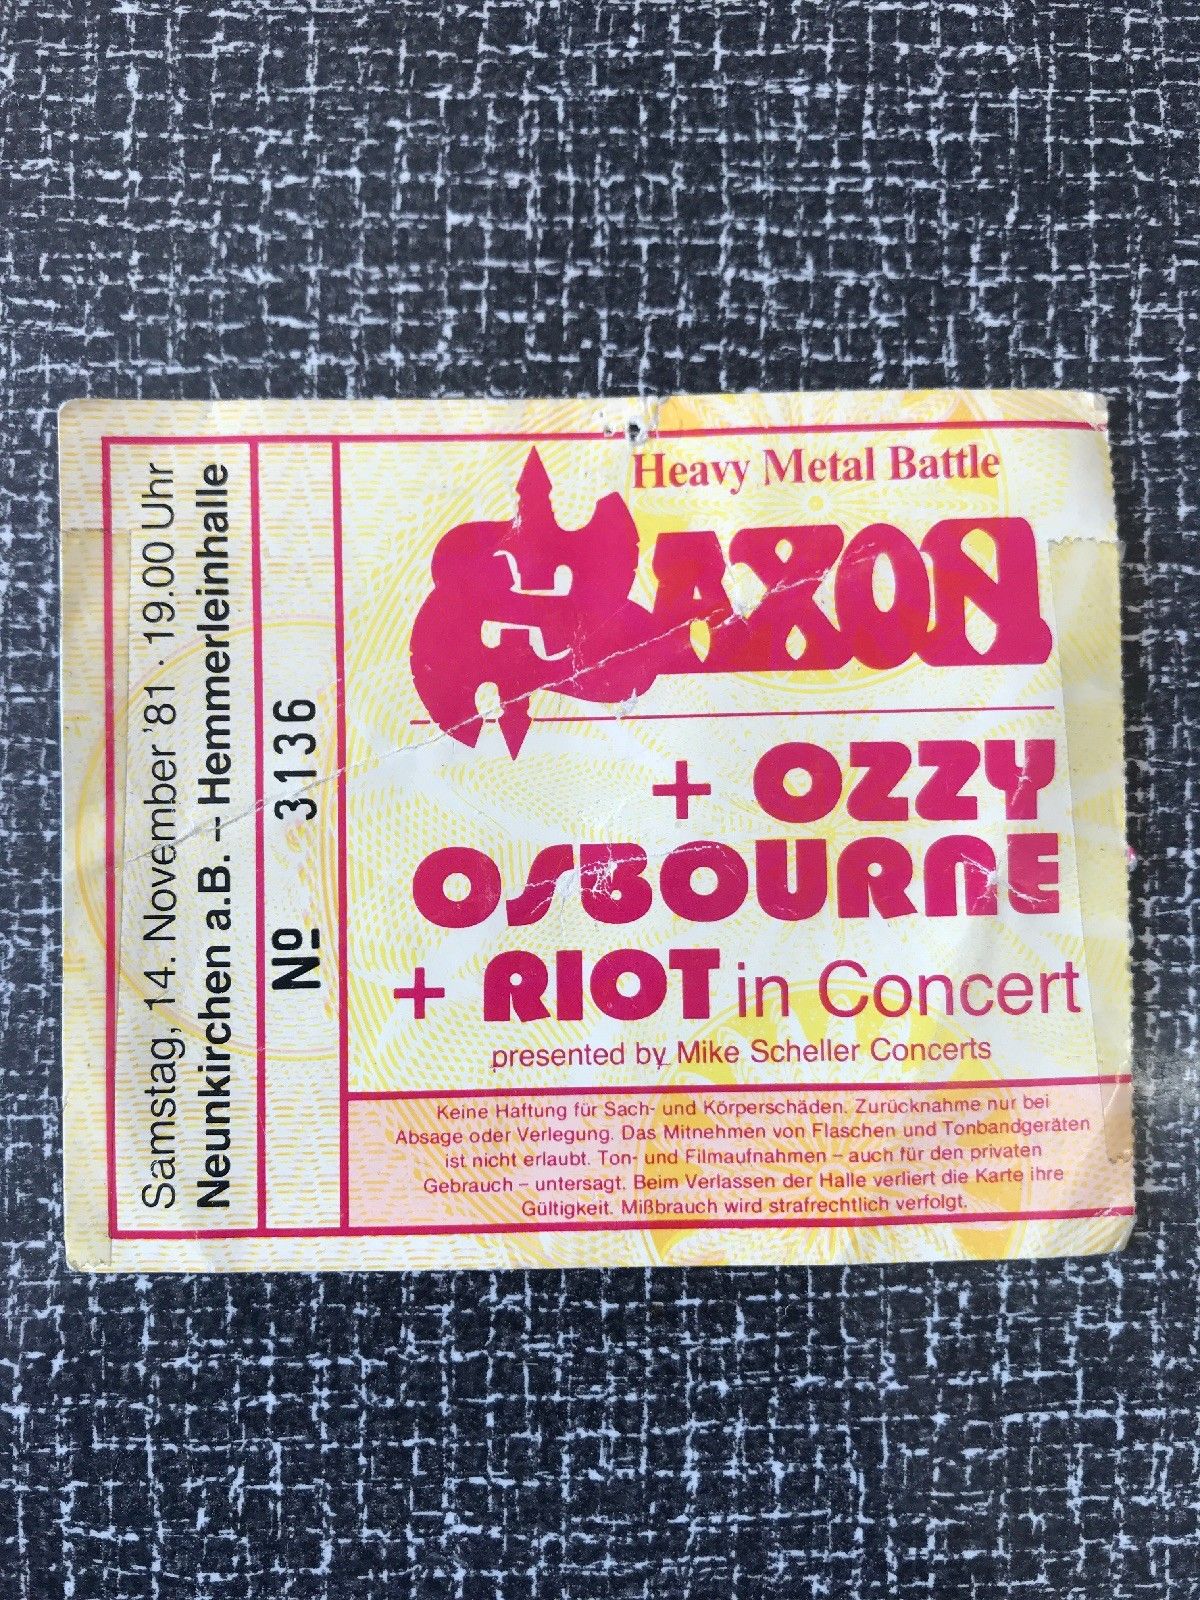 Samstag, 14. November '81 · 19.00 Uhr
Neunkirchen a.B. -- Hemmerleinhalle
Nº 3136
Heavy Metal Battle
SAXON
+ OZZY
OSBOURNE
+ RIOT in Concert
presented by Mike Scheller Concerts
Keine Haftung für Sach- und Körperschäden. Zurücknahme nur bei
Absage oder Verlegung. Das Mitnehmen von Flaschen und Tonbandgeräten
ist nicht erlaubt. Ton- und Filmaufnahmen – auch für den privaten
Gebrauch – untersagt. Beim Verlassen der Halle verliert die Karte ihre
Gültigkeit. Mißbrauch wird strafrechtlich verfolgt.